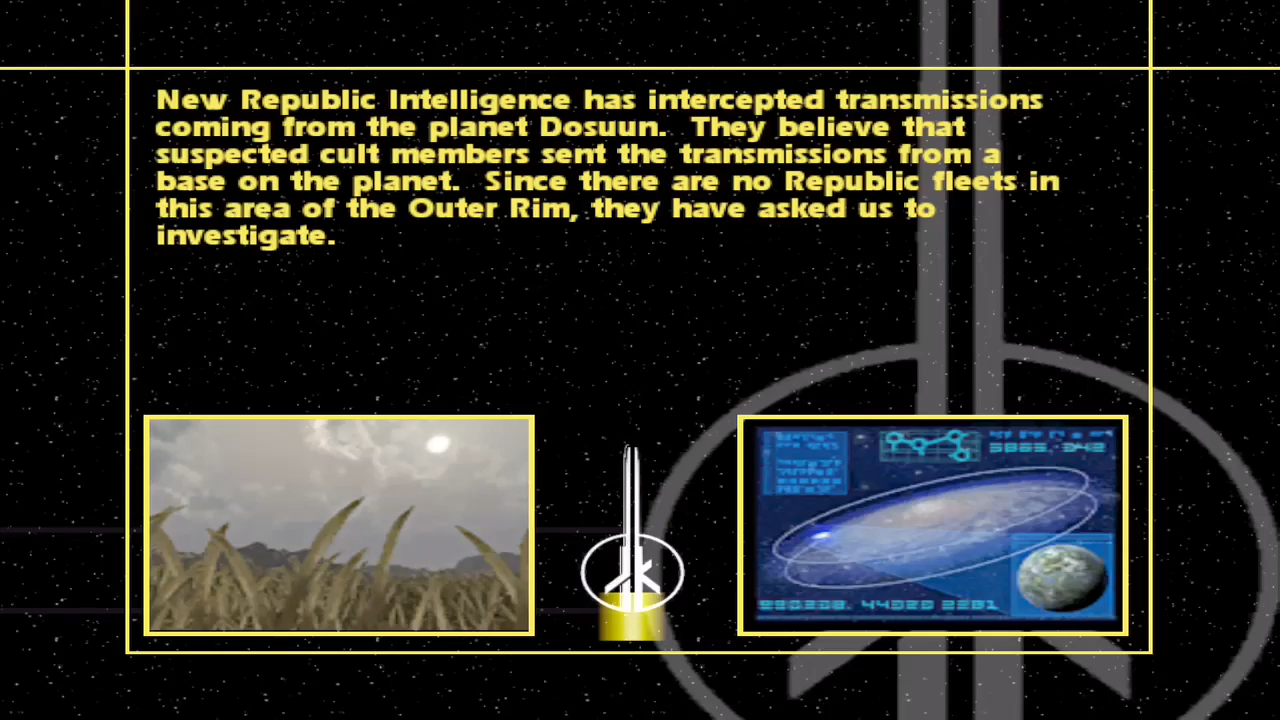 New Republic Intelligence has intercepted transmissions
coming from the planet Dosuun.  They believe that
suspected cult members sent the transmissions from a
base on the planet.  Since there are no Republic fleets in
this area of the Outer Rim, they have asked us to
investigate.